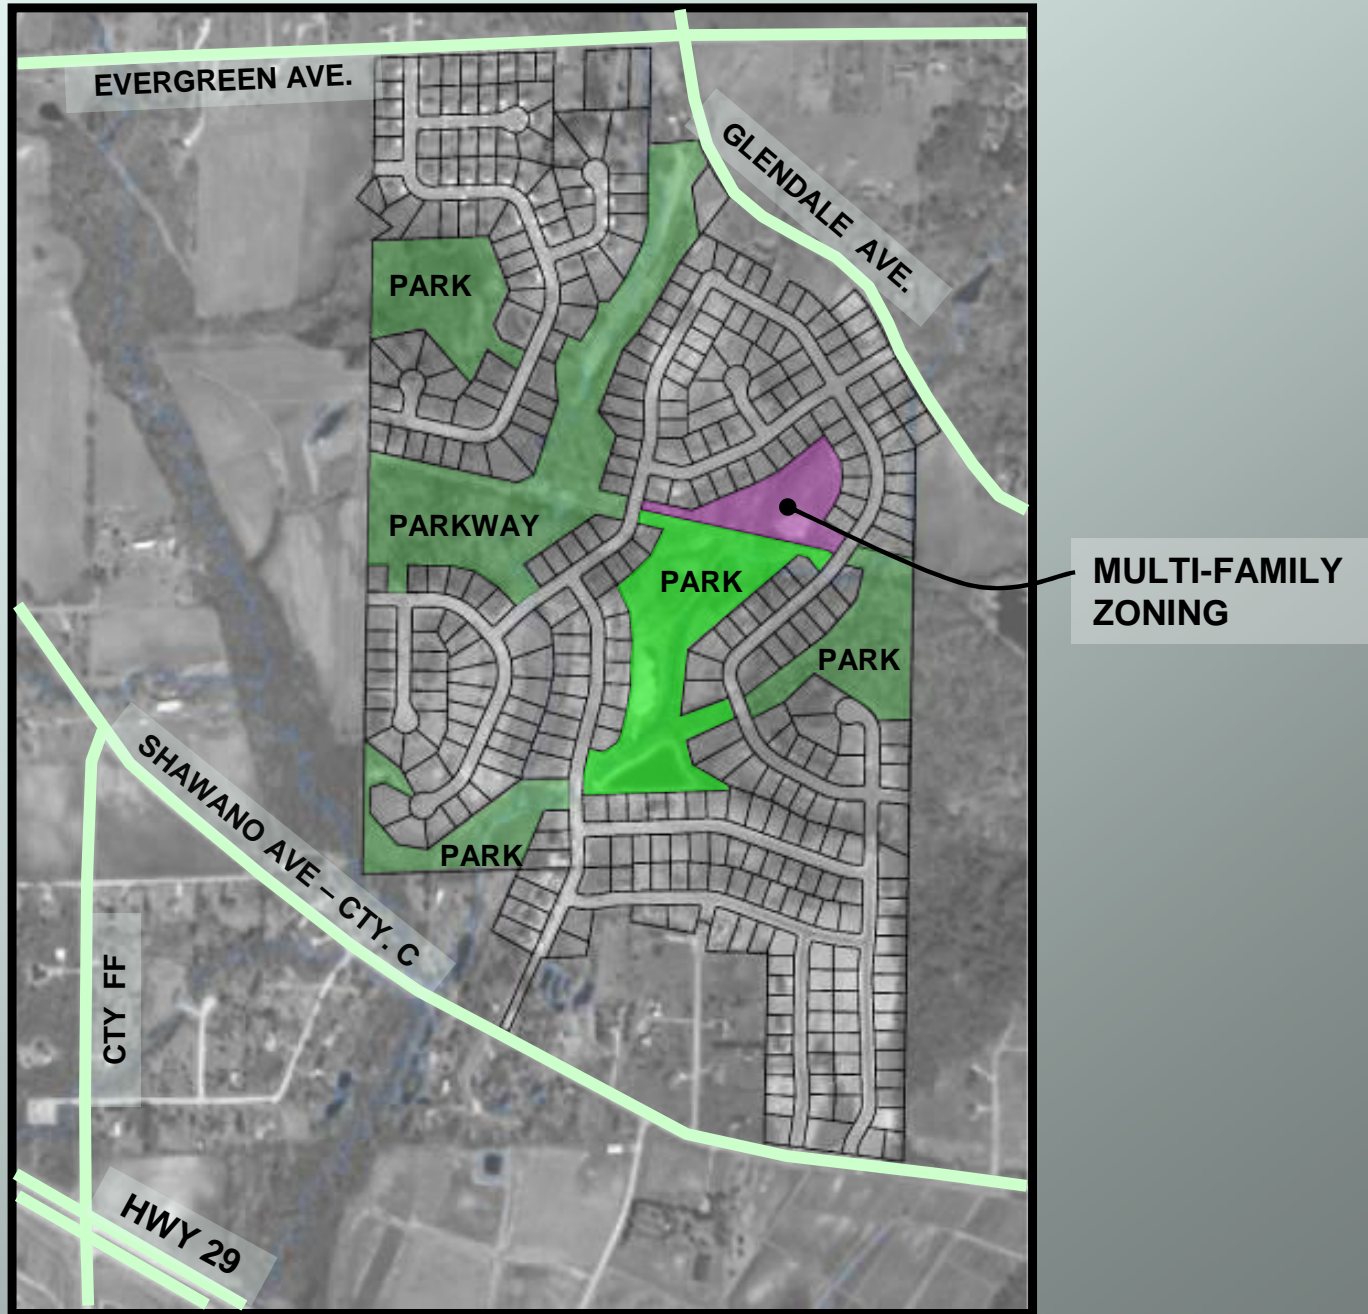 EVERGREEN AVE.
GLENDALE AVE.
PARK
PARKWAY
PARK
MULTI-FAMILY
ZONING
PARK
SHAWANO AVE – CTY. C
PARK
CTY FF
HWY 29